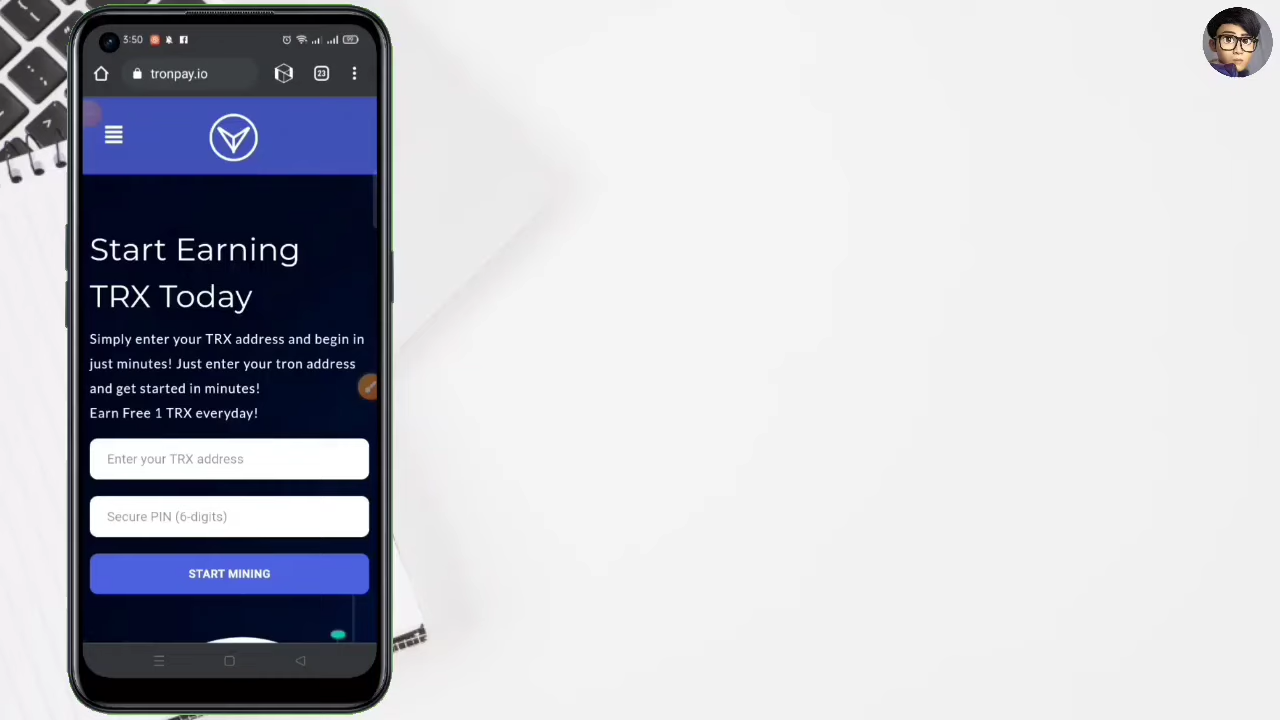 3:50
99
tronpay.io
23
Start Earning
TRX Today
Simply enter your TRX address and begin in
just minutes! Just enter your tron address
and get started in minutes!
Earn Free 1 TRX everyday!
Enter your TRX address
Secure PIN (6-digits)
START MINING